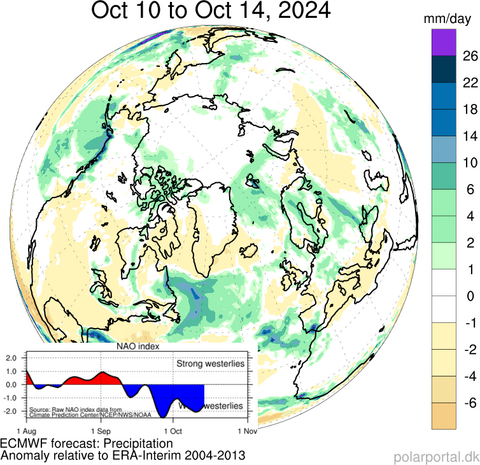 Oct 10 to Oct 14, 2024
mm/day
26
22
18
14
10
6
4
2
1
0
-1
-2
-4
-6
NAO index
2.0
1.0
0.0
-1.0
-2.0
Strong westerlies
westerlies
Source: Raw NAO index data from
Climate Prediction Center/NCEP/NWS/NOAA
1 Aug 1 Sep 1 Oct 1 Nov
ECMWF forecast: Precipitation
Anomaly relative to ERA-Interim 2004-2013
polarportal.dk